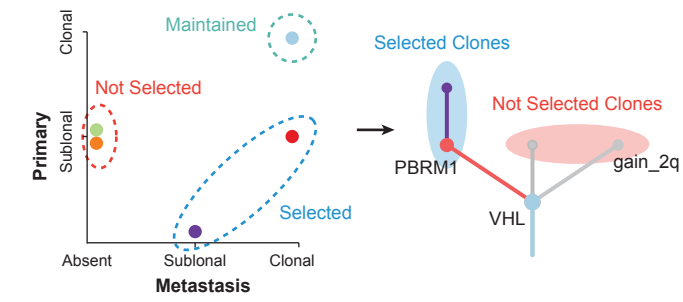 Maintained
Clonal
Selected Clones
Not Selected
Not Selected Clones
Sublonal
Primary
PBRM1
gain_2q
VHL
Selected
Absent
Sublonal
Clonal
Metastasis